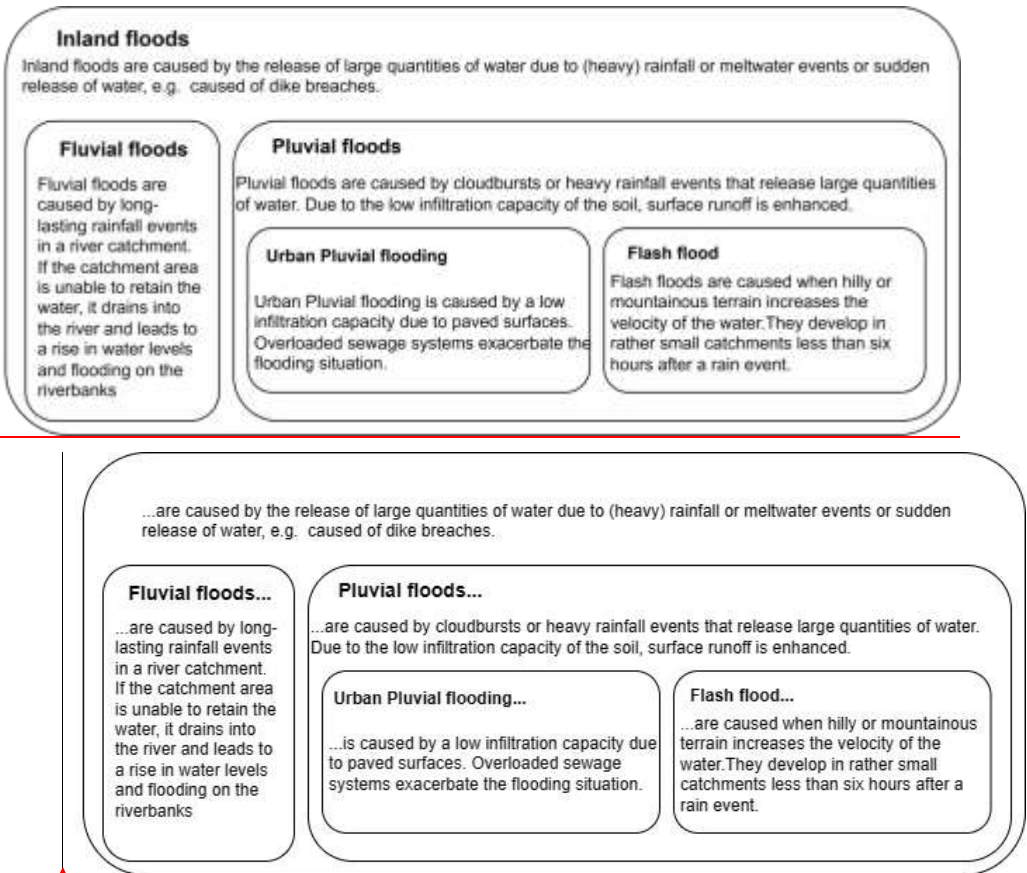 Inland floods
Inland floods are caused by the release of large quantities of water due to (heavy) rainfall or meltwater events or sudden
release of water, e.g.  caused of dike breaches.
Fluvial floods
Fluvial floods are
caused by long-
lasting rainfall events
in a river catchment.
If the catchment area
is unable to retain the
water, it drains into
the river and leads to
a rise in water levels
and flooding on the
riverbanks
Pluvial floods
Pluvial floods are caused by cloudbursts or heavy rainfall events that release large quantities
of water. Due to the low infiltration capacity of the soil, surface runoff is enhanced.
Urban Pluvial flooding
Urban Pluvial flooding is caused by a low
infiltration capacity due to paved surfaces.
Overloaded sewage systems exacerbate the
flooding situation.
Flash flood
Flash floods are caused when hilly or
mountainous terrain increases the
velocity of the water.They develop in
rather small catchments less than six
hours after a rain event.
...are caused by the release of large quantities of water due to (heavy) rainfall or meltwater events or sudden
release of water, e.g.  caused of dike breaches.
Fluvial floods...
...are caused by long-
lasting rainfall events
in a river catchment.
If the catchment area
is unable to retain the
water, it drains into
the river and leads to
a rise in water levels
and flooding on the
riverbanks
Pluvial floods...
...are caused by cloudbursts or heavy rainfall events that release large quantities of water.
Due to the low infiltration capacity of the soil, surface runoff is enhanced.
Urban Pluvial flooding...
...is caused by a low infiltration capacity due
to paved surfaces. Overloaded sewage
systems exacerbate the flooding situation.
Flash flood...
...are caused when hilly or mountainous
terrain increases the velocity of the
water.They develop in rather small
catchments less than six hours after a
rain event.